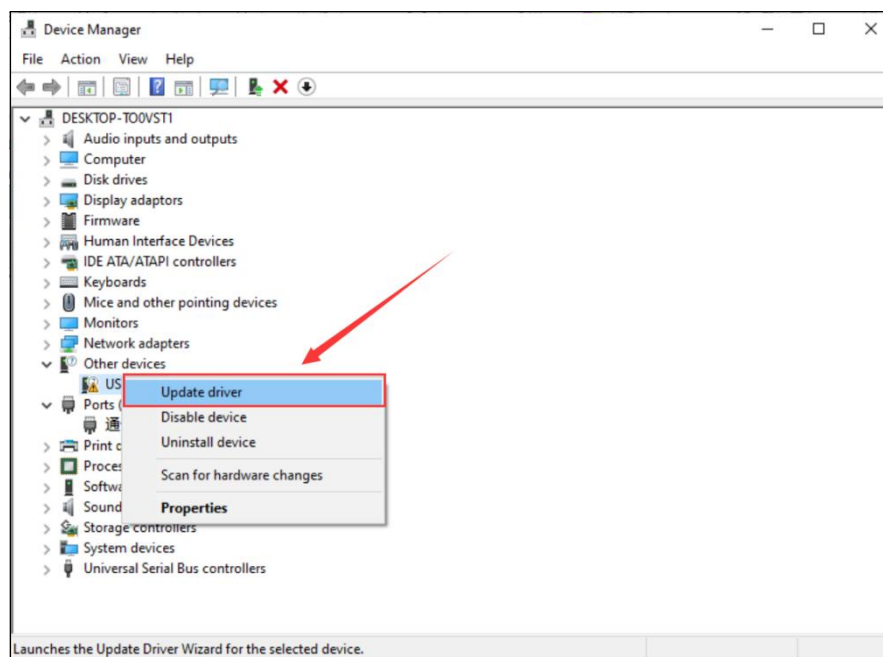 Device Manager
File Action View Help
DESKTOP-TO0VST1
Audio inputs and outputs
Computer
Disk drives
Display adaptors
Firmware
Human Interface Devices
IDE ATA/ATAPI controllers
Keyboards
Mice and other pointing devices
Monitors
Network adapters
Other devices
US
Update driver
Ports (
Disable device
通
Uninstall device
Print
Proces
Scan for hardware changes
Softwa
Sound
Properties
Storage controllers
System devices
Universal Serial Bus controllers
Launches the Update Driver Wizard for the selected device.